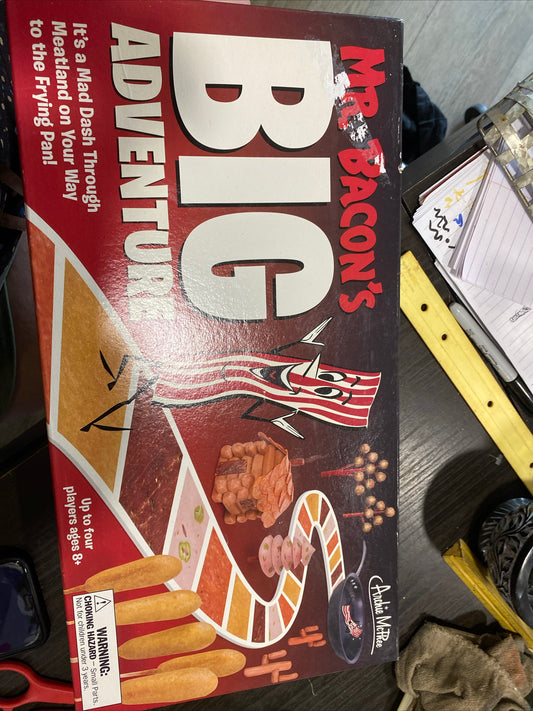 MR. BACON'S
BIG
ADVENTURE
It's a Mad Dash Through
Meatland on Your Way
to the Frying Pan!
Archie McPhee
Up to four
players ages 8+
WARNING:
CHOKING HAZARD – Small Parts.
Not for children under 3 years.